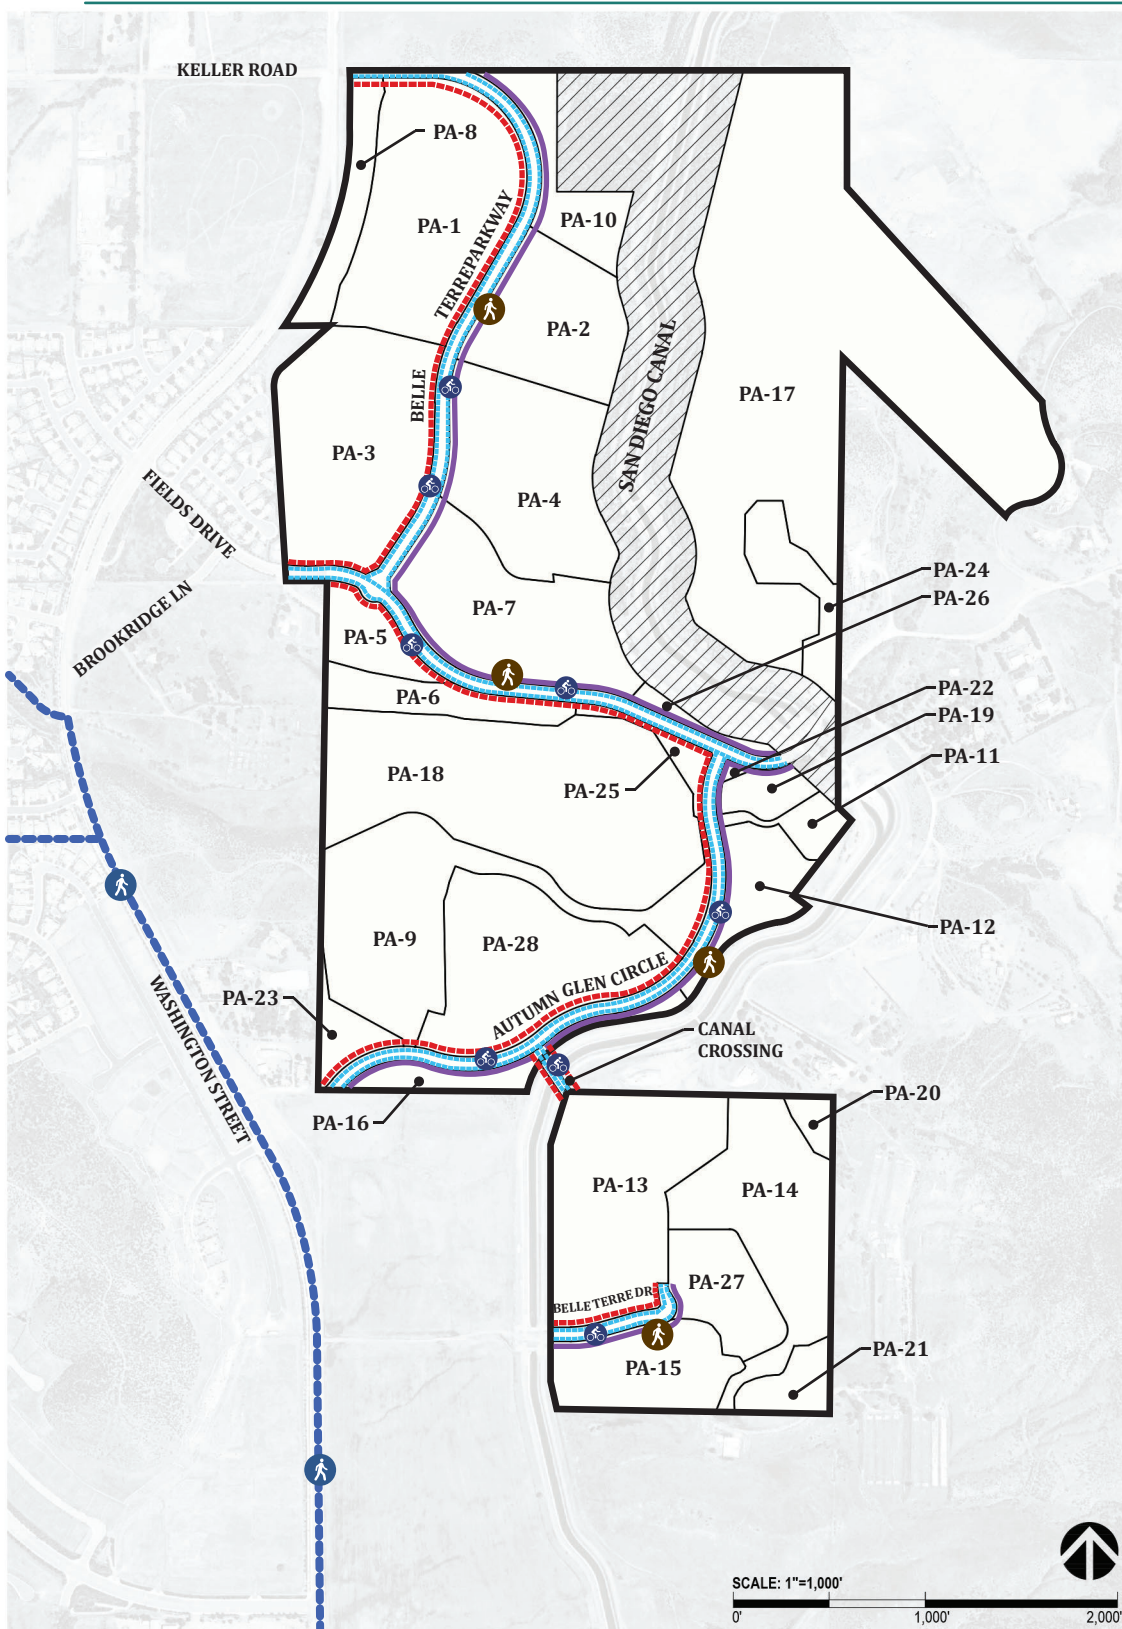 KELLER ROAD
PA-8
PA-1
PA-10
TERREPARKWAY
PA-2
SAN DIEGO CANAL
BELLE
PA-17
PA-3
FIELDS DRIVE
PA-4
PA-24
PA-26
BROOKRIDGE LN
PA-7
PA-5
PA-22
PA-6
PA-19
PA-11
PA-18
PA-25
PA-12
PA-9
PA-28
AUTUMN GLEN CIRCLE
WASHINGTON STREET
PA-23
CANAL
CROSSING
PA-20
PA-16
PA-13
PA-14
PA-27
BELLE TERRE DR
PA-21
PA-15
SCALE: 1"=1,000'
0'
1,000'
2,000'